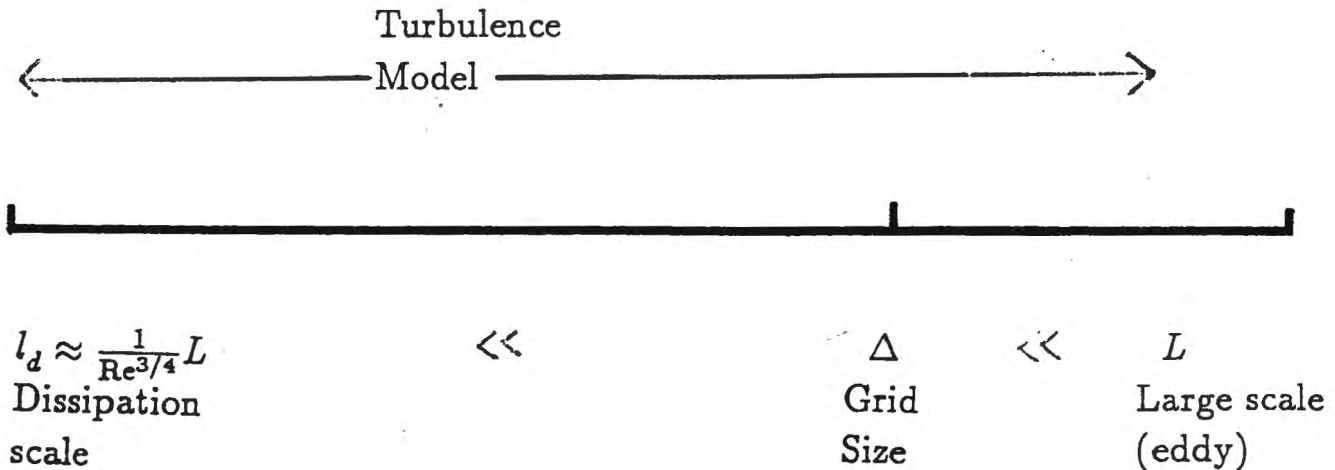 Turbulence
Model
l_d ≈ 1/Re^{3/4} L << Δ << L
Dissipation Grid Large scale
scale Size (eddy)